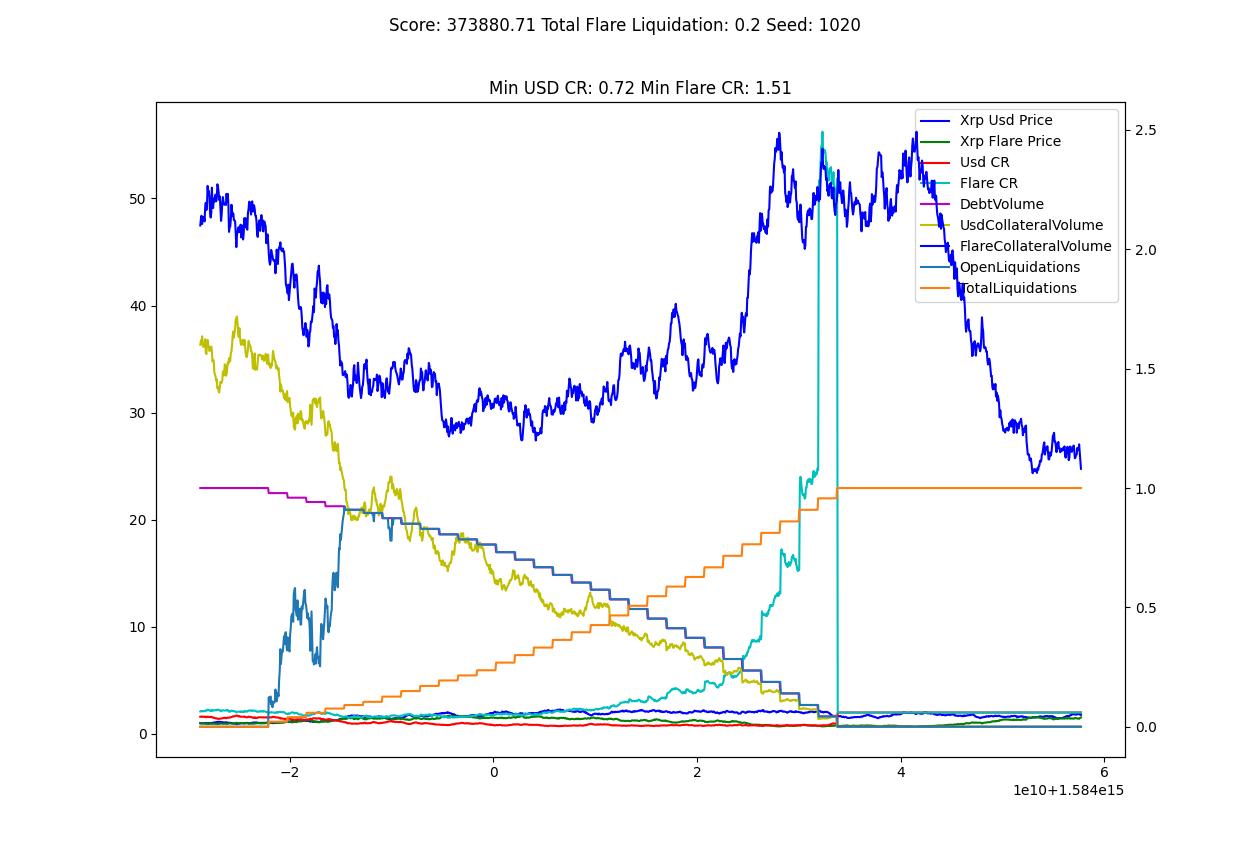 Score: 373880.71 Total Flare Liquidation: 0.2 Seed: 1020
Min USD CR: 0.72 Min Flare CR: 1.51
Xrp Usd Price
Xrp Flare Price
Usd CR
Flare CR
DebtVolume
UsdCollateralVolume
FlareCollateralVolume
OpenLiquidations
TotalLiquidations
50
40
30
20
10
0
2.5
2.0
1.5
1.0
0.5
0.0
−2
0
2
4
6
1e10+1.584e15